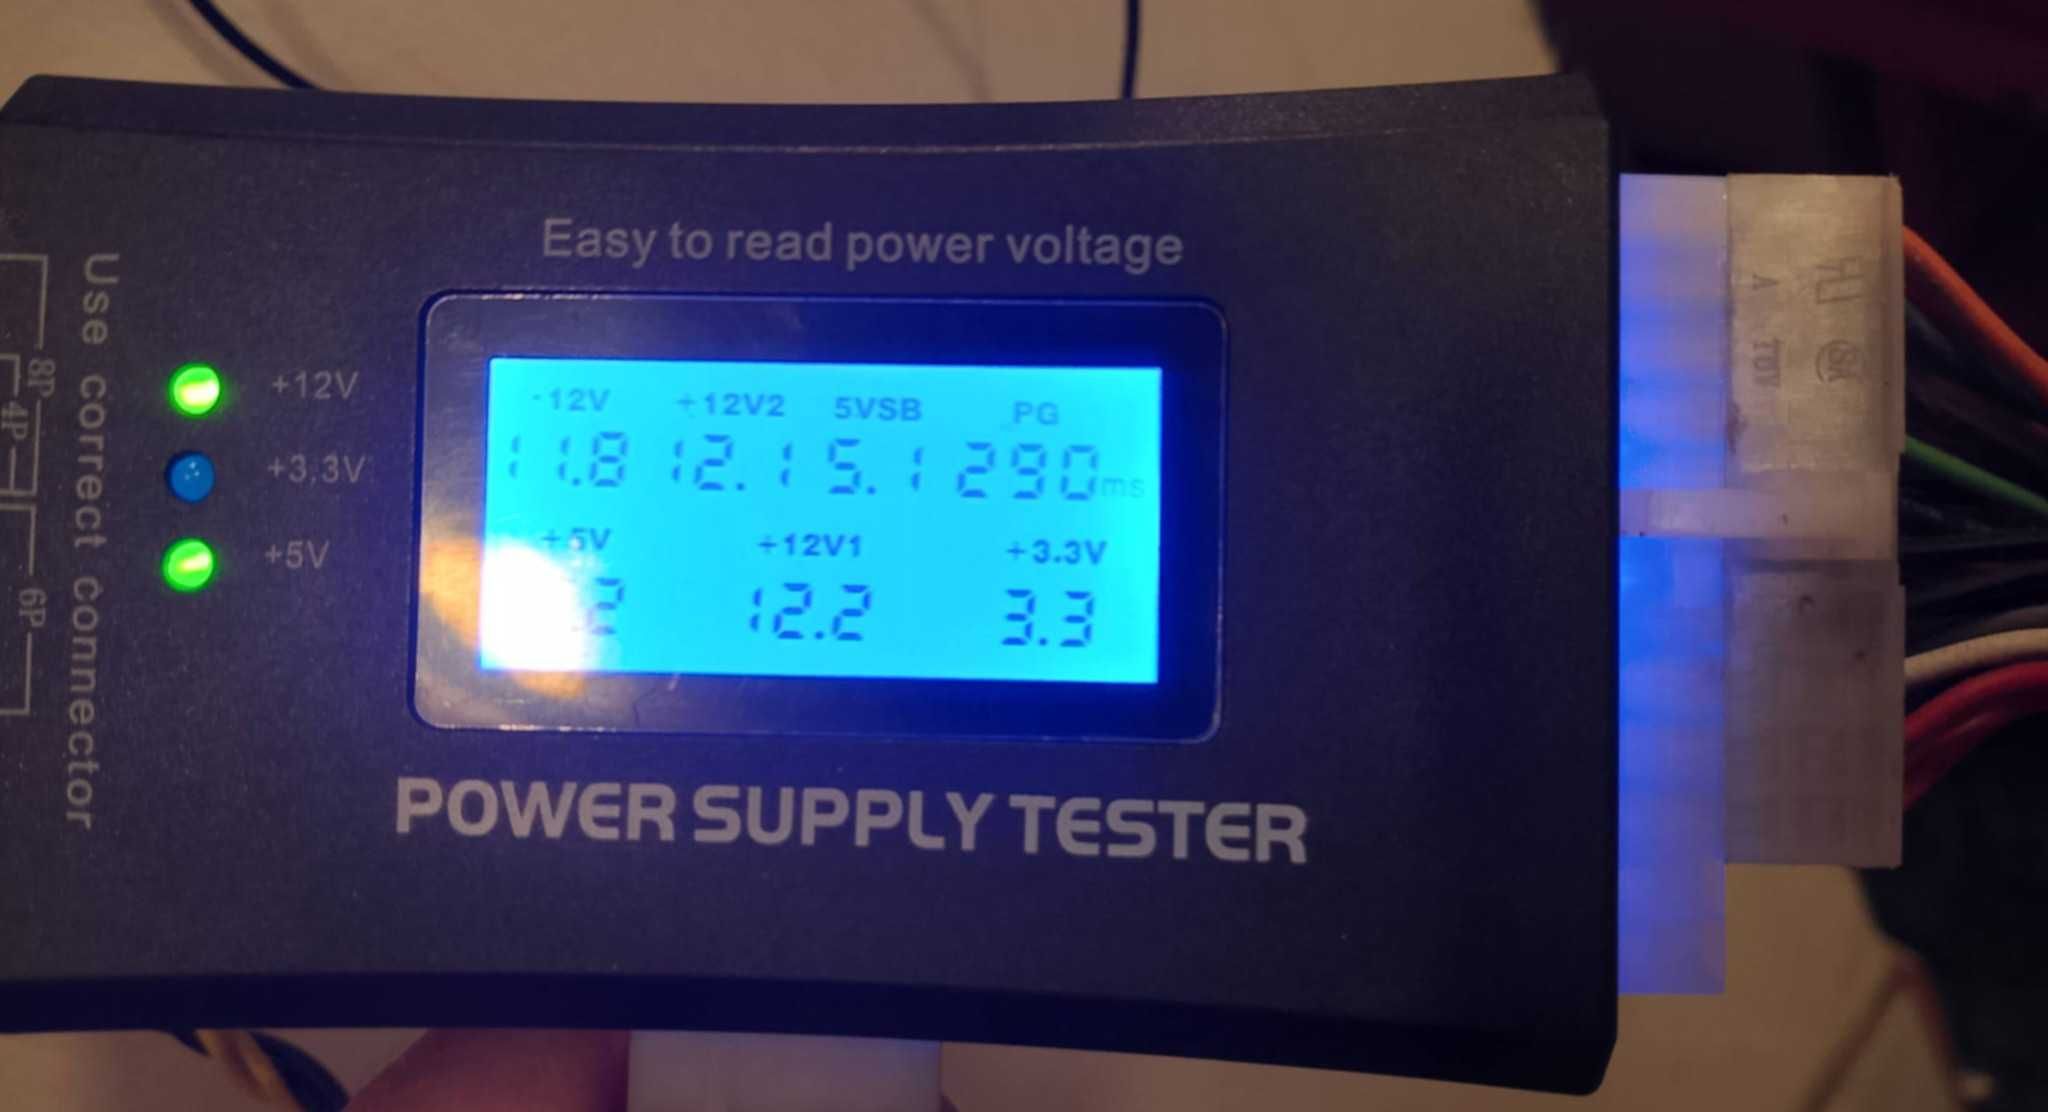 Easy to read power voltage
Use correct connector
8P
4P
6P
+12V
+3.3V
+5V
-12V +12V2 5VSB PG
11.8 12.1 5.1 290ms
+5V +12V1 +3.3V
.2 12.2 3.3
POWER SUPPLY TESTER